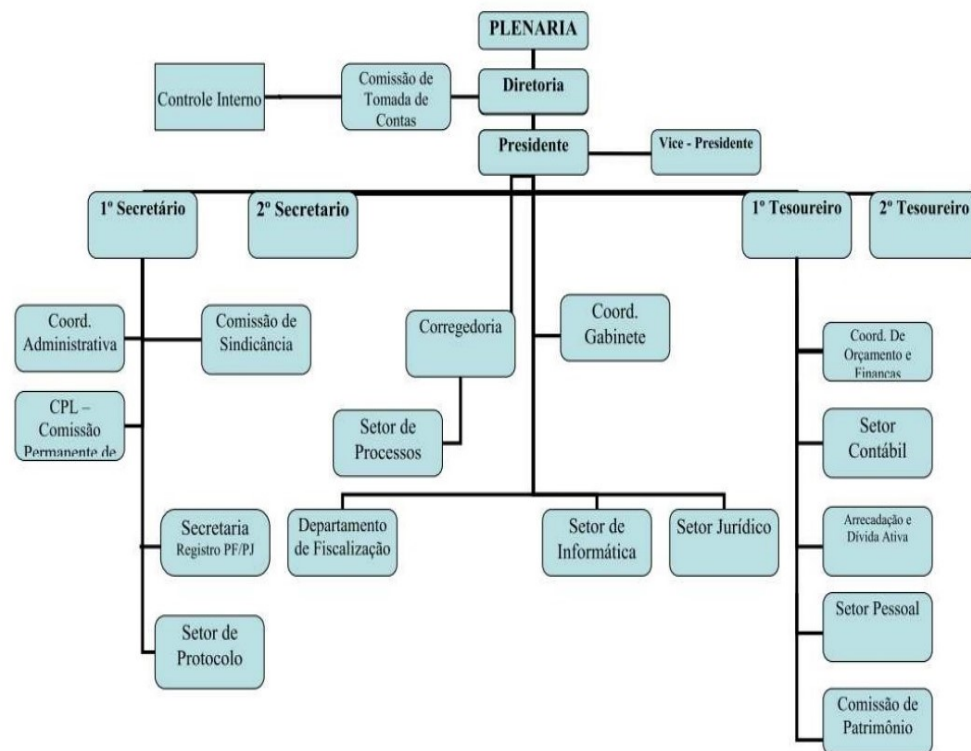 PLENARIA
Comissão de
Tomada de
Contas
Controle Interno
Diretoria
Presidente
Vice - Presidente
1º Secretário
2º Secretario
1º Tesoureiro
2º Tesoureiro
Coord.
Administrativa
Comissão de
Sindicância
Corregedoria
Coord.
Gabinete
Coord. De
Orçamento e
Finanças
CPL –
Comissão
Permanente de
Setor de
Processos
Setor
Contábil
Secretaria
Registro PF/PJ
Departamento
de Fiscalização
Setor de
Informática
Setor Jurídico
Arrecadação e
Dívida Ativa
Setor de
Protocolo
Setor Pessoal
Comissão de
Patrimônio